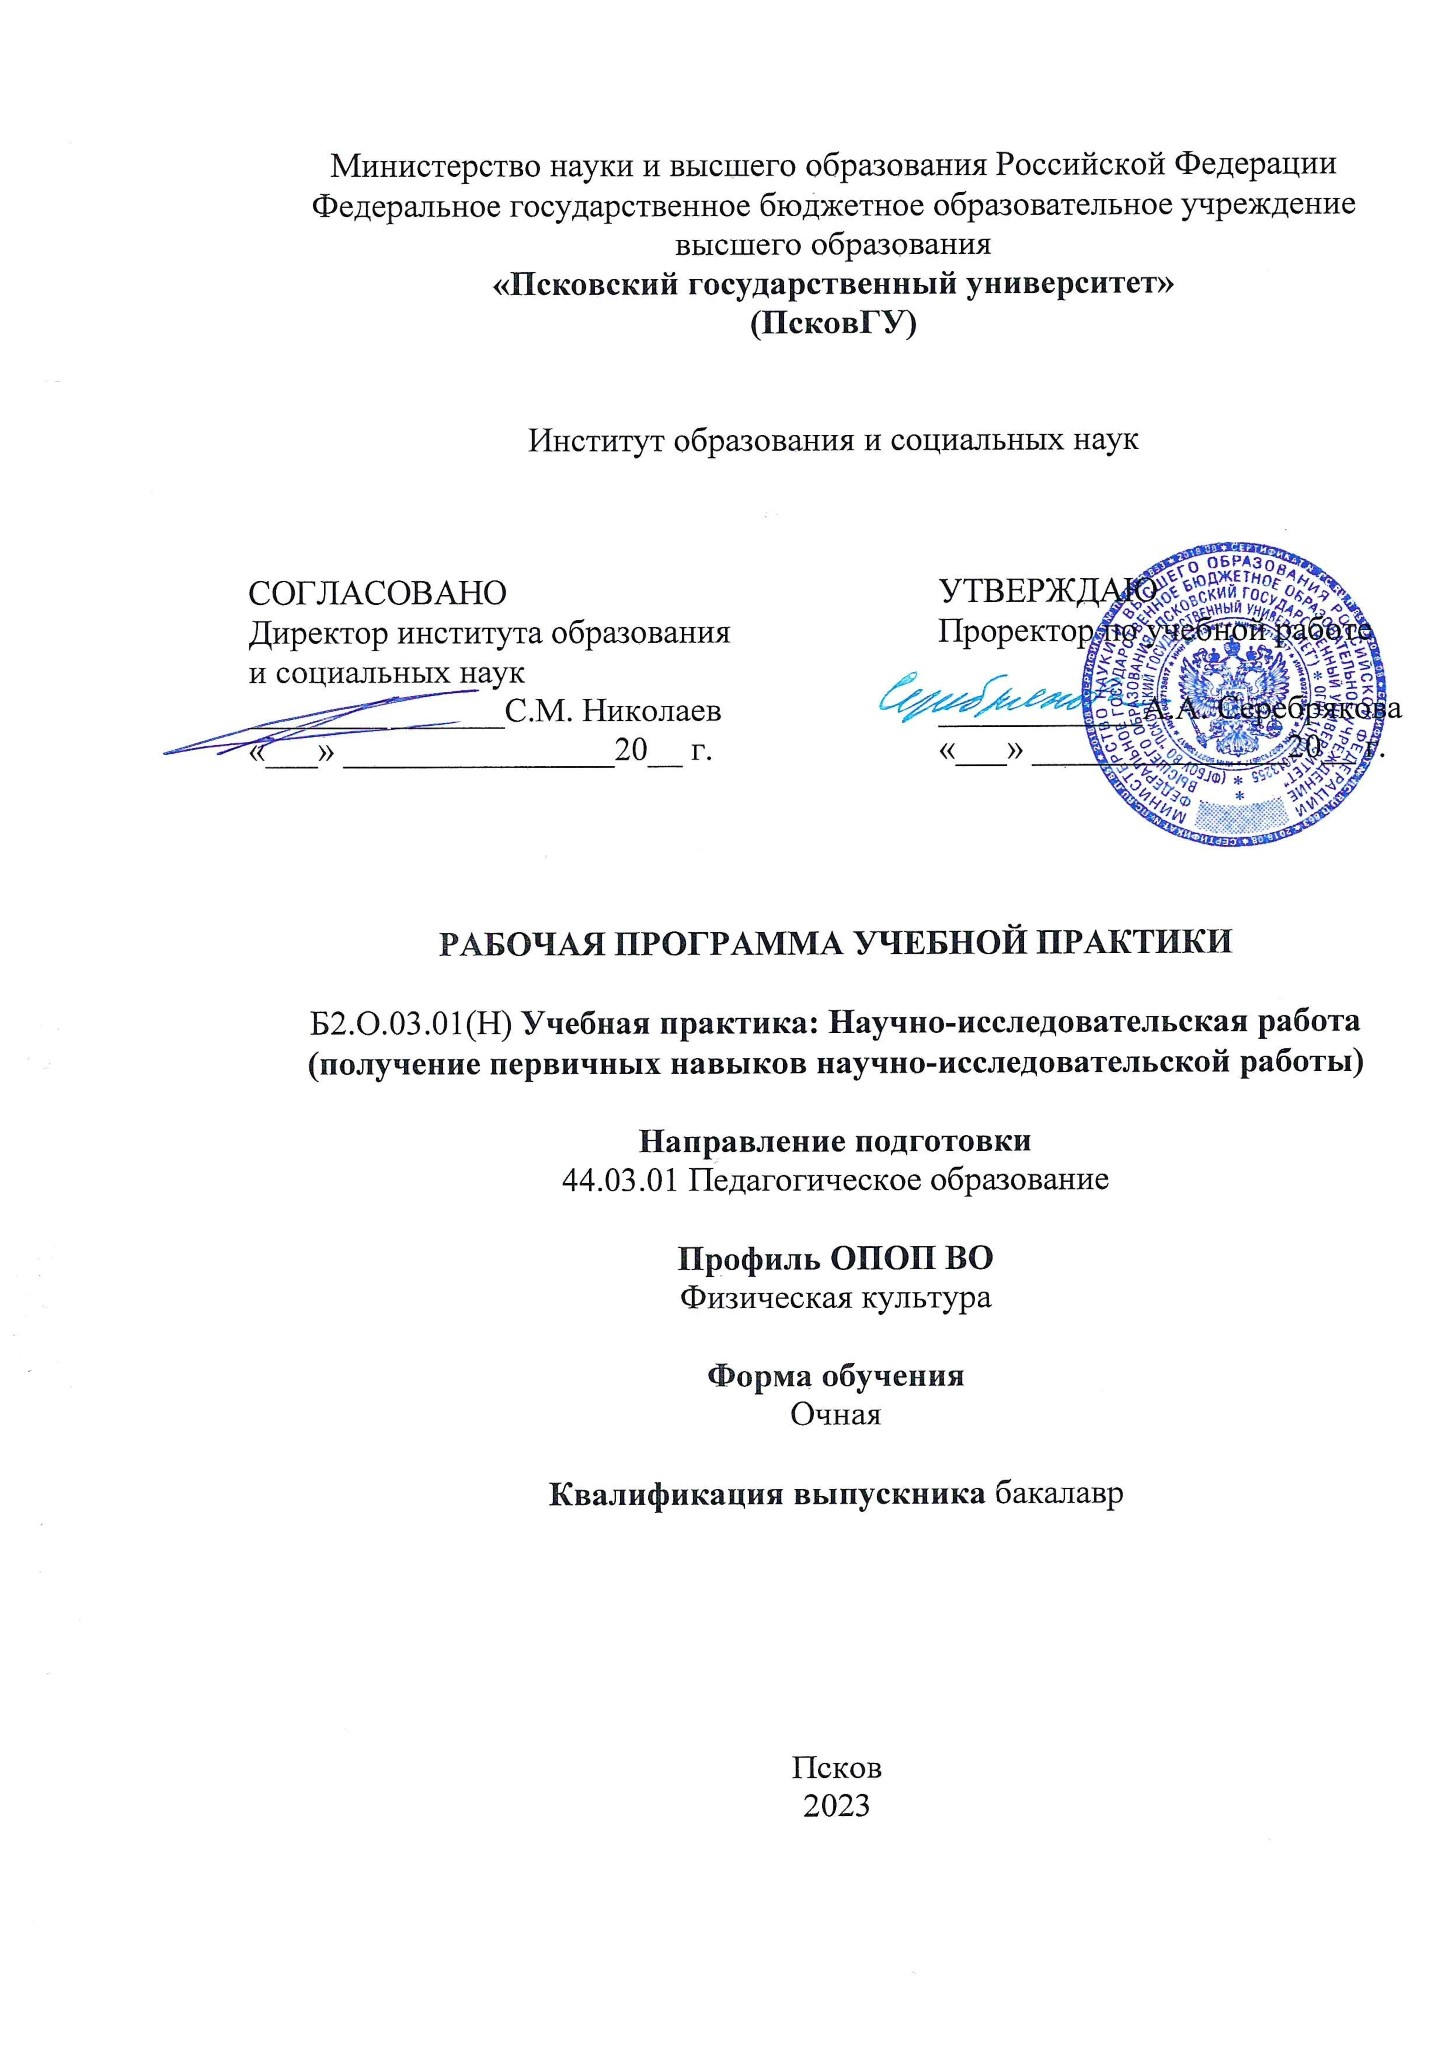 Министерство науки и высшего образования Российской Федерации
Федеральное государственное бюджетное образовательное учреждение
высшего образования
«Псковский государственный университет»
(ПсковГУ)
Институт образования и социальных наук
СОГЛАСОВАНО
Директор института образования
и социальных наук
_______________С.М. Николаев
«___» ________________20__ г.
УТВЕРЖДАЮ
Проректор по учебной работе
____________А.А. Серебрякова
«___» _______________20__ г.
РАБОЧАЯ ПРОГРАММА УЧЕБНОЙ ПРАКТИКИ
Б2.О.03.01(Н) Учебная практика: Научно-исследовательская работа
(получение первичных навыков научно-исследовательской работы)
Направление подготовки
44.03.01 Педагогическое образование
Профиль ОПОП ВО
Физическая культура
Форма обучения
Очная
Квалификация выпускника бакалавр
Псков
2023